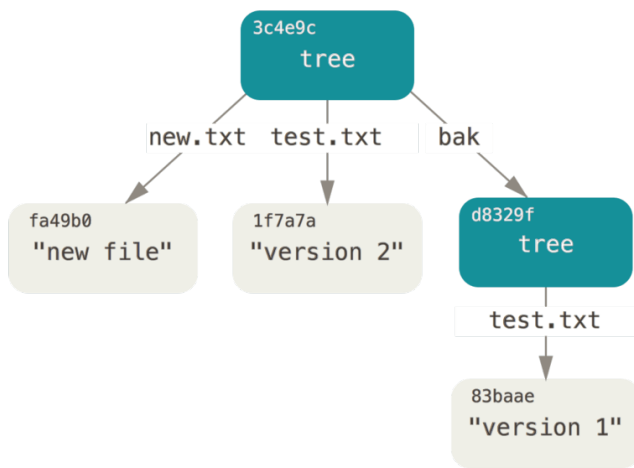 3c4e9c
tree
new.txt
test.txt
bak
fa49b0
"new file"
1f7a7a
"version 2"
d8329f
tree
test.txt
83baae
"version 1"